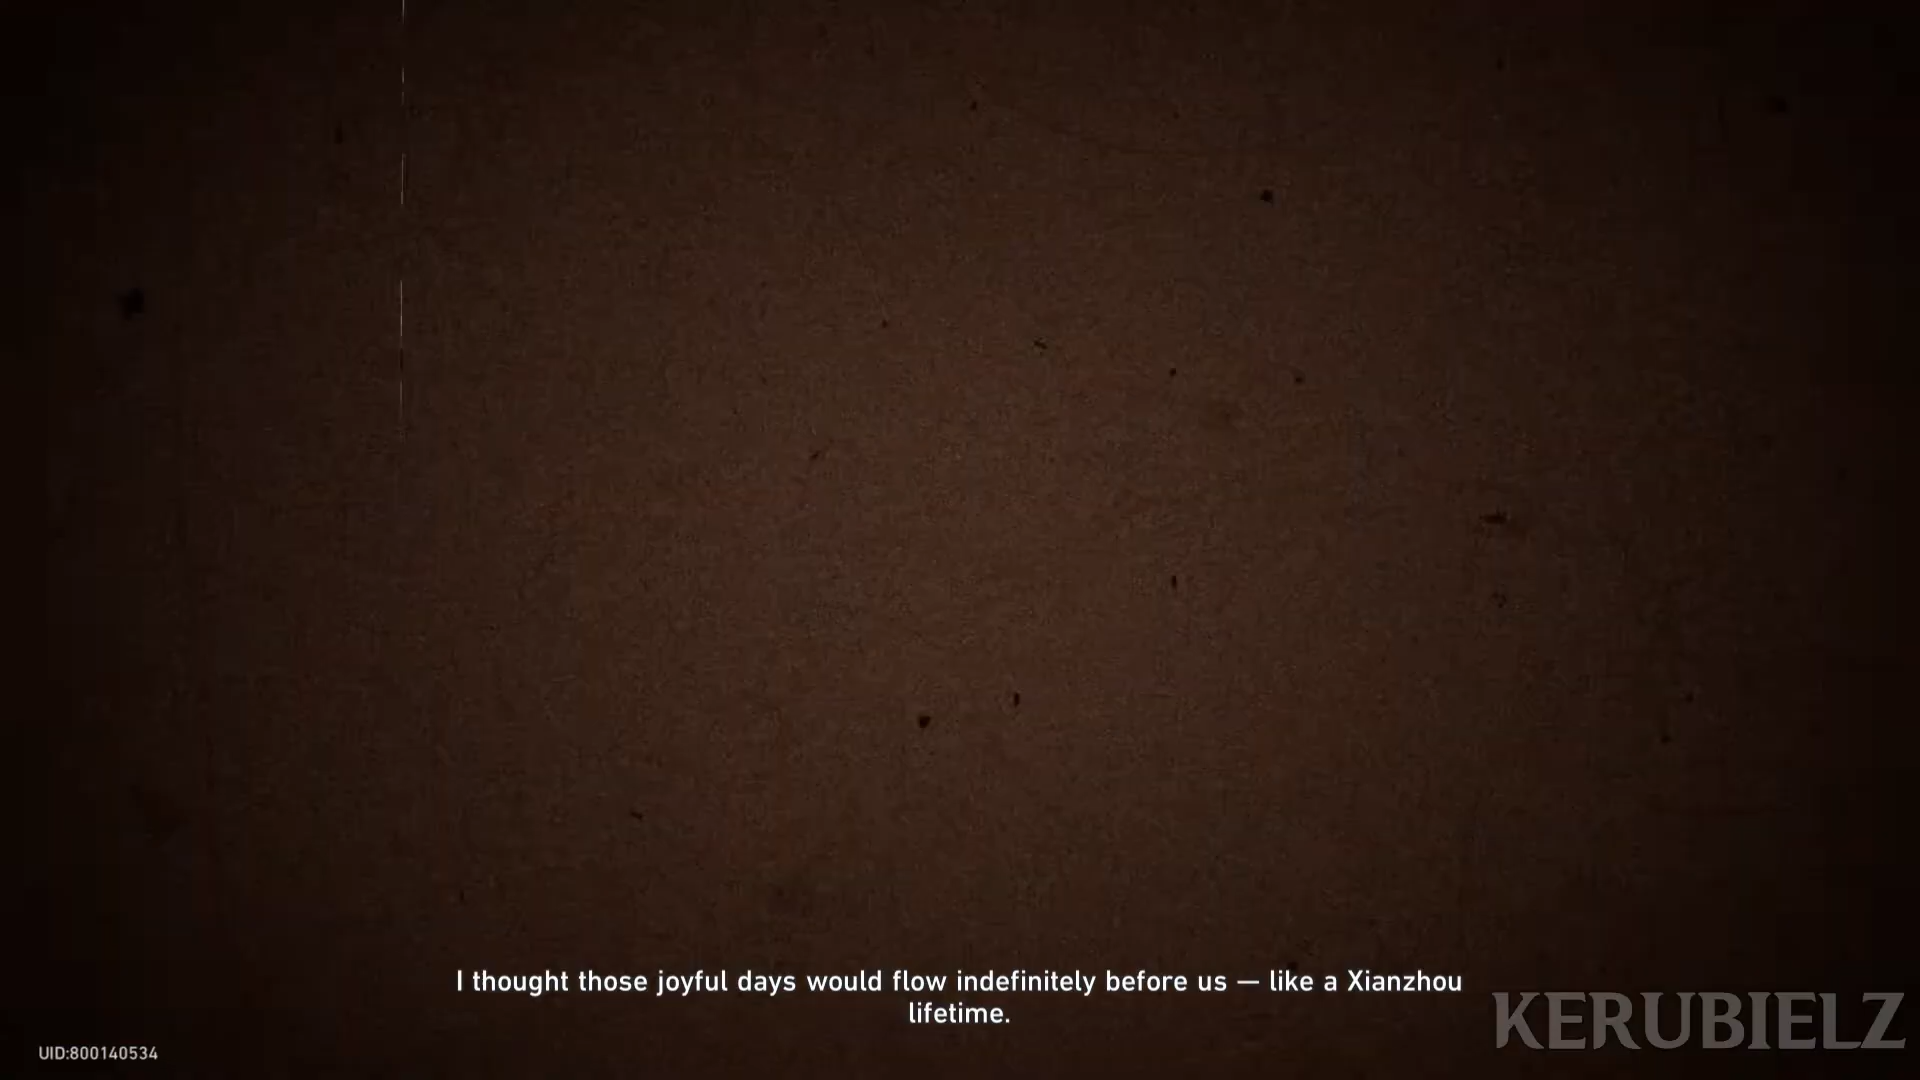 I thought those joyful days would flow indefinitely before us — like a Xianzhou
lifetime.
KERUBIELZ
UID:800140534